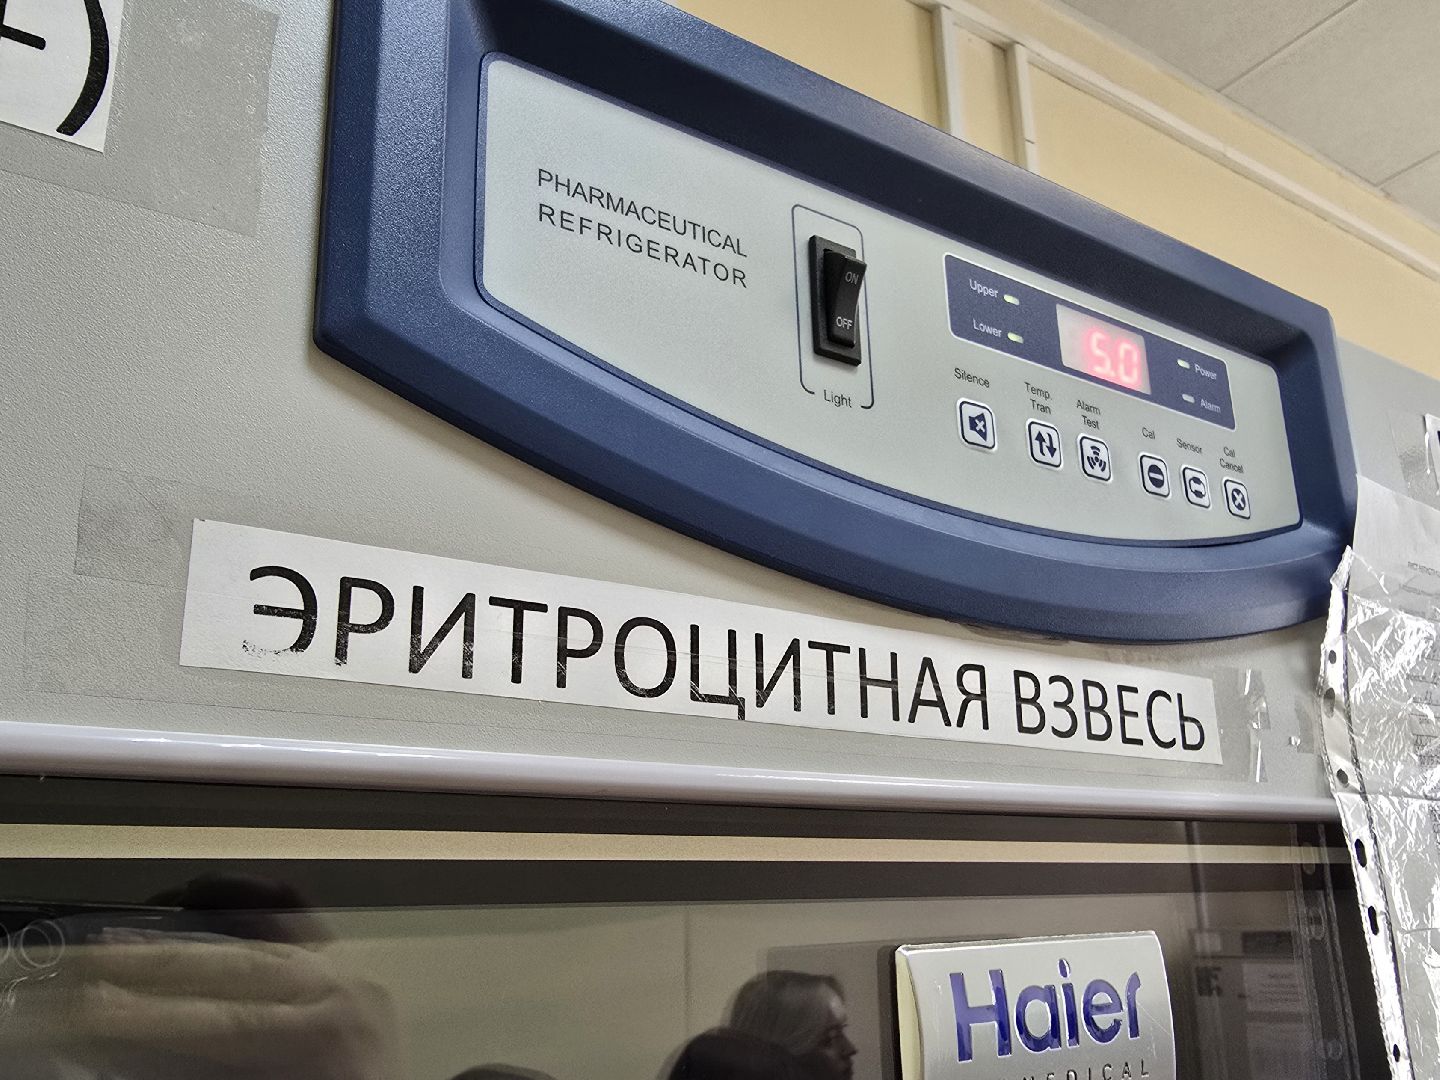 -)
PHARMACEUTICAL
REFRIGERATOR
ON
OFF
Light
Upper
Lower
5.0
Power
Alarm
Silence
Temp.
Tran
Alarm
Test
Cal
Sensor
Cal
Cancel
ЭРИТРОЦИТНАЯ ВЗВЕСЬ
Haier